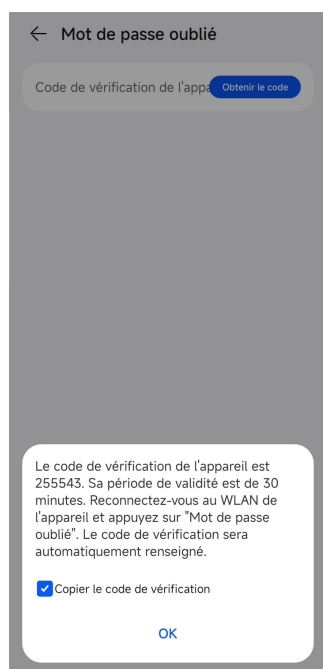 Mot de passe oublié
Code de vérification de l'appa
Obtenir le code
Le code de vérification de l'appareil est
255543. Sa période de validité est de 30
minutes. Reconnectez-vous au WLAN de
l'appareil et appuyez sur "Mot de passe
oublié". Le code de vérification sera
automatiquement renseigné.
Copier le code de vérification
OK